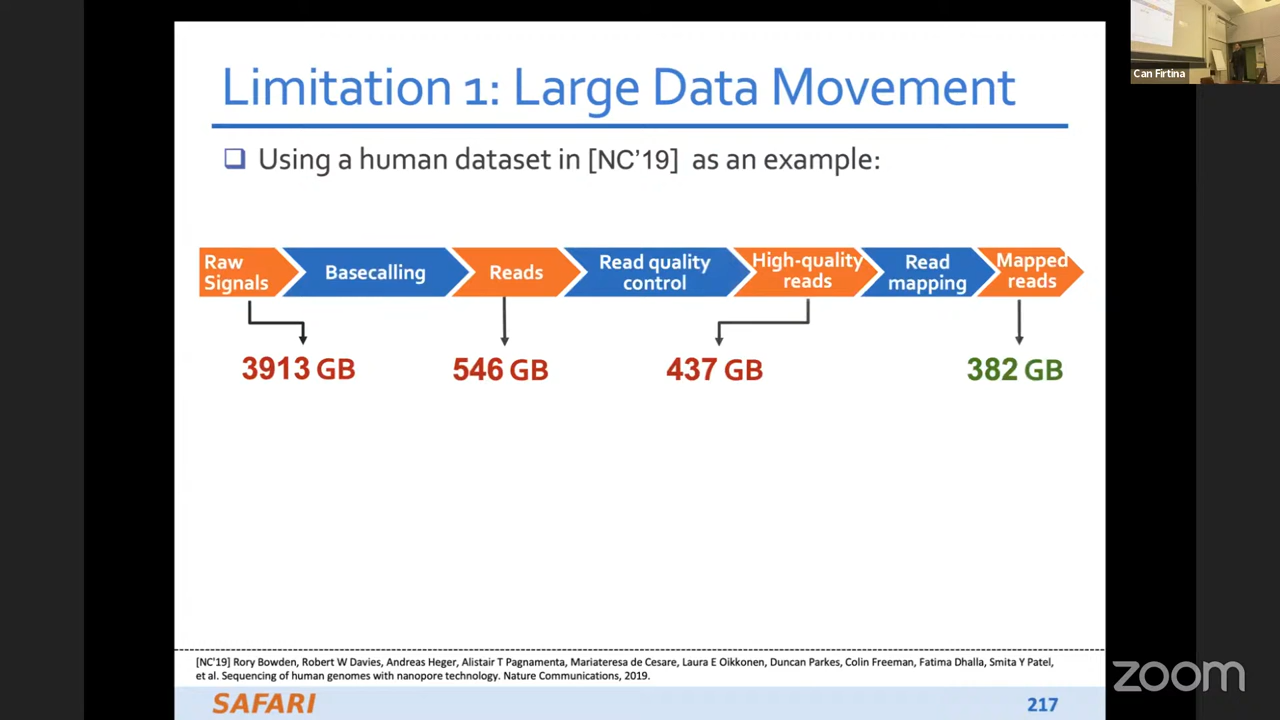 Limitation 1: Large Data Movement
Can Firtina
Using a human dataset in [NC'19] as an example:
Raw
Signals
Basecalling
Reads
Read quality
control
High-quality
reads
Read
mapping
Mapped
reads
3913 GB
546 GB
437 GB
382 GB
[NC'19] Rory Bowden, Robert W Davies, Andreas Heger, Alistair T Pagnamenta, Mariateresa de Cesare, Laura E Oikkonen, Duncan Parkes, Colin Freeman, Fatima Dhalla, Smita Y Patel,
et al. Sequencing of human genomes with nanopore technology. Nature Communications, 2019.
SAFARI
217
zoom